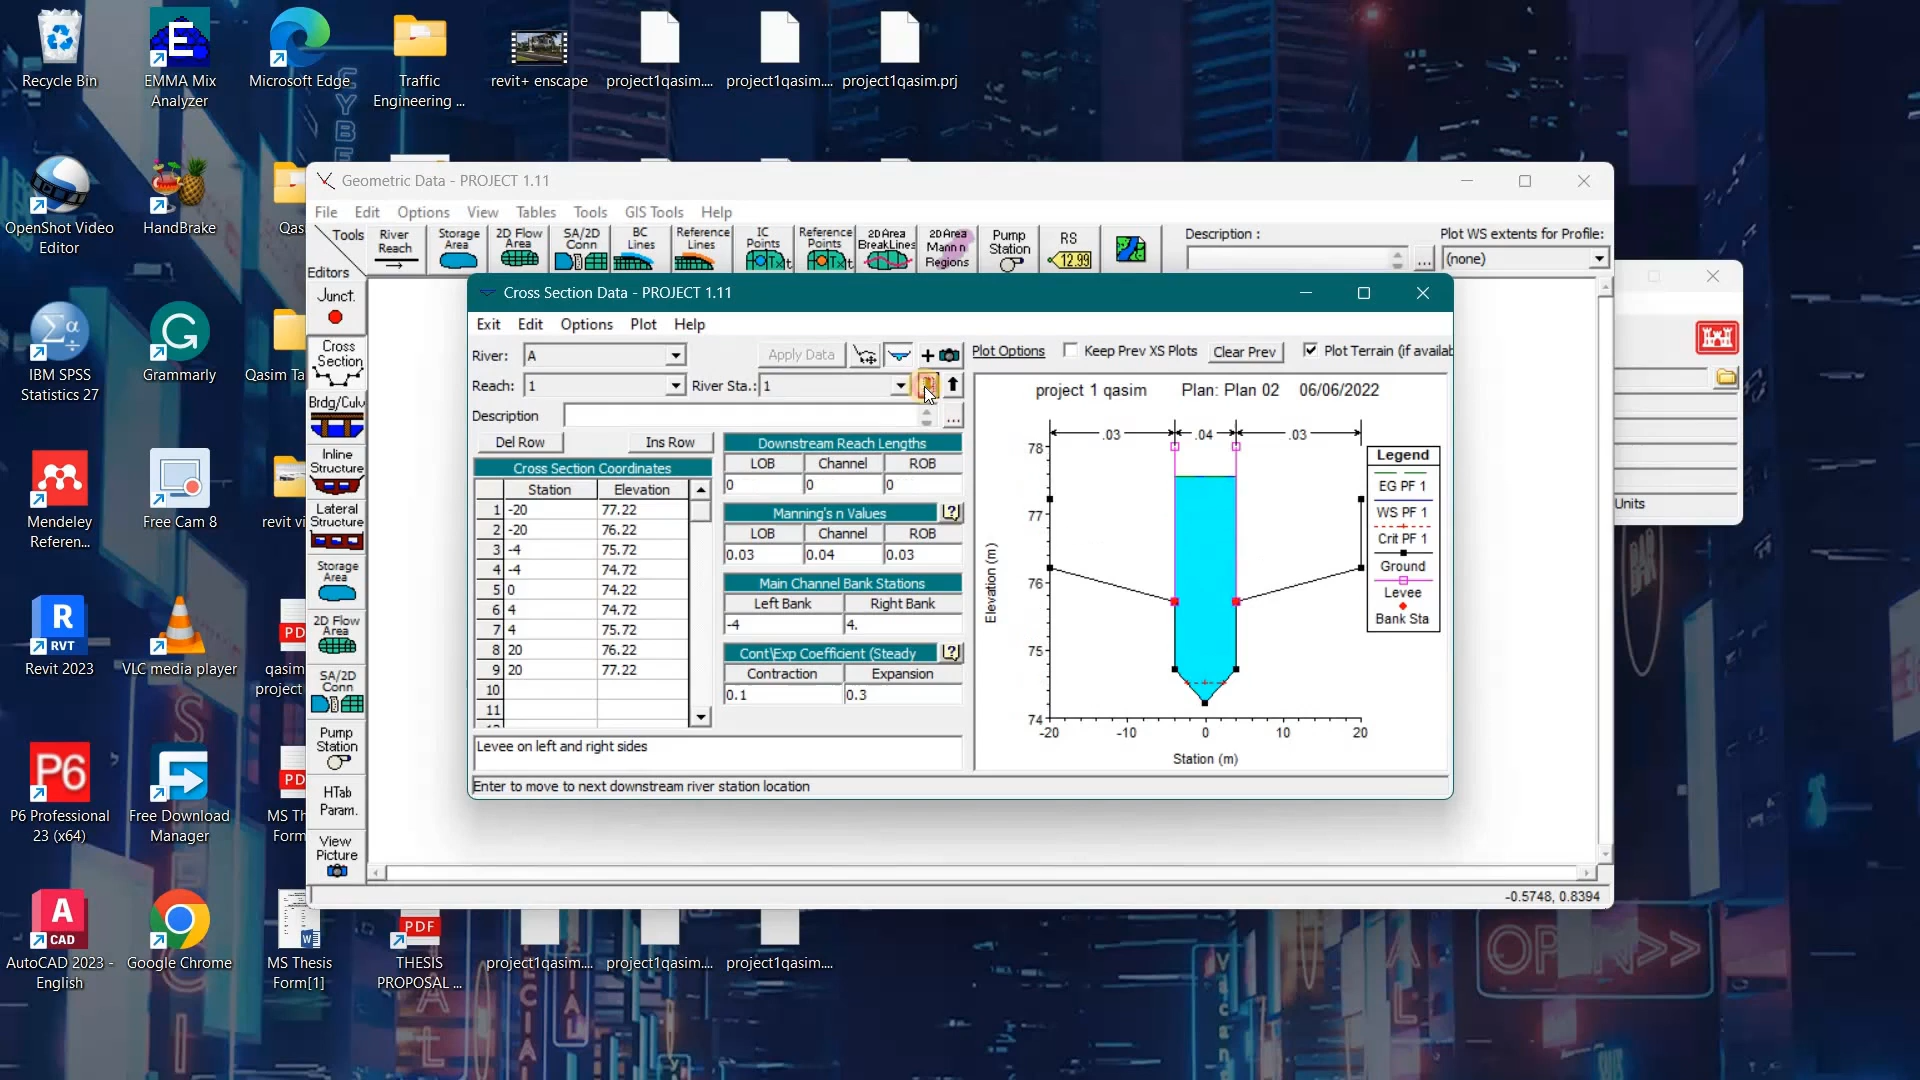 Recycle Bin
EMMA Mix
Analyzer
Microsoft Edge
Traffic
Engineering ...
revit+ enscape
project1qasim....
project1qasim....
project1qasim.prj
OpenShot Video
Editor
HandBrake
Qas
IBM SPSS
Statistics 27
Grammarly
Qasim Ta
Mendeley
Referen...
Free Cam 8
revit vi
Revit 2023
VLC media player
qasim
project
P6 Professional
23 (x64)
Free Download
Manager
MS Th
Form
AutoCAD 2023 -
English
Google Chrome
MS Thesis
Form[1]
THESIS
PROPOSAL ...
project1qasim....
project1qasim....
project1qasim....
Geometric Data - PROJECT 1.11
File Edit Options View Tables Tools GIS Tools Help
Tools
Editors
River
Reach
Storage
Area
2D Flow
Area
SA/2D
Conn
BC
Lines
Reference
Lines
IC
Points
Reference
Points
2D Area
BreakLines
2D Area
Mann n
Regions
Pump
Station
RS
12.99
Description :
...
Plot WS extents for Profile:
(none)
Junct.
Cross
Section
Brdg/Culv
Inline
Structure
Lateral
Structure
Storage
Area
2D Flow
Area
SA/2D
Conn
Pump
Station
HTab
Param.
View
Picture
Cross Section Data - PROJECT 1.11
Exit Edit Options Plot Help
River: A
Apply Data
Plot Options
Keep Prev XS Plots
Clear Prev
Plot Terrain (if availab
Reach: 1
River Sta.: 1
Description
...
Del Row
Ins Row
Cross Section Coordinates
Station Elevation
1 -20 77.22
2 -20 76.22
3 -4 75.72
4 -4 74.72
5 0 74.22
6 4 74.72
7 4 75.72
8 20 76.22
9 20 77.22
10
11
Downstream Reach Lengths
LOB Channel ROB
0 0 0
Manning's n Values
LOB Channel ROB
0.03 0.04 0.03
Main Channel Bank Stations
Left Bank Right Bank
-4 4.
Cont\Exp Coefficient (Steady
Contraction Expansion
0.1 0.3
Levee on left and right sides
Enter to move to next downstream river station location
project 1 qasim Plan: Plan 02 06/06/2022
.03 .04 .03
78
77
76
75
74
Elevation (m)
-20 -10 0 10 20
Station (m)
Legend
EG PF 1
WS PF 1
Crit PF 1
Ground
Levee
Bank Sta
Units
-0.5748, 0.8394
E
RVT
PD
PD
P6
A
CAD
PDF
CYBE
BAR
OPEN>>